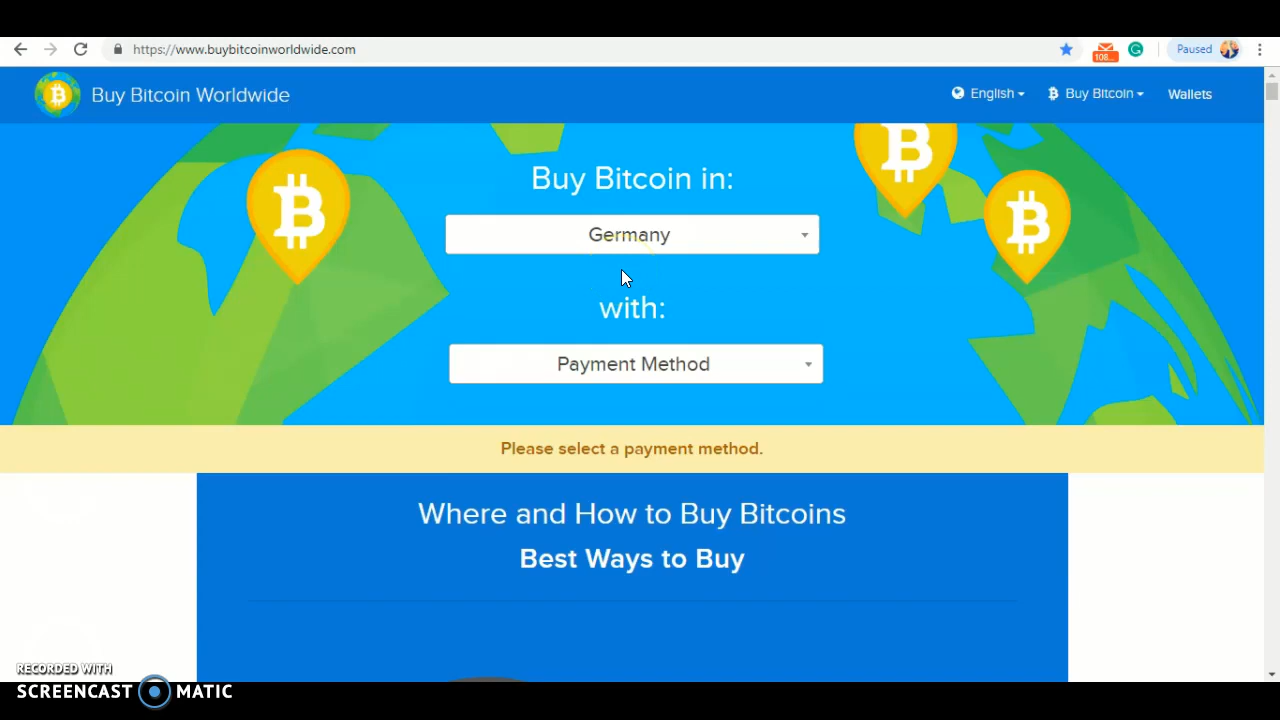 https://www.buybitcoinworldwide.com
108...
Paused
Buy Bitcoin Worldwide
English
Buy Bitcoin
Wallets
Buy Bitcoin in:
Germany
with:
Payment Method
Please select a payment method.
Where and How to Buy Bitcoins
Best Ways to Buy
RECORDED WITH
SCREENCAST MATIC